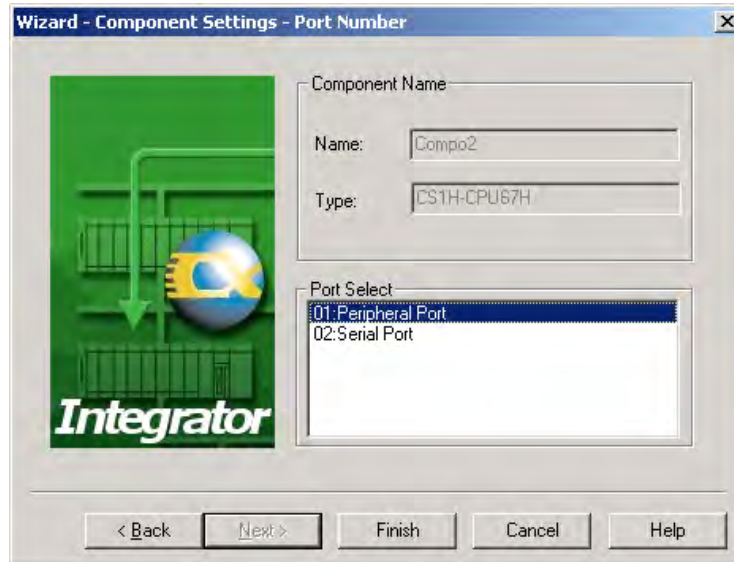 Wizard - Component Settings - Port Number
Component Name
Name: Compo2
Type: CS1H-CPU67H
Port Select
01:Peripheral Port
02:Serial Port
CX
Integrator
< Back Next > Finish Cancel Help